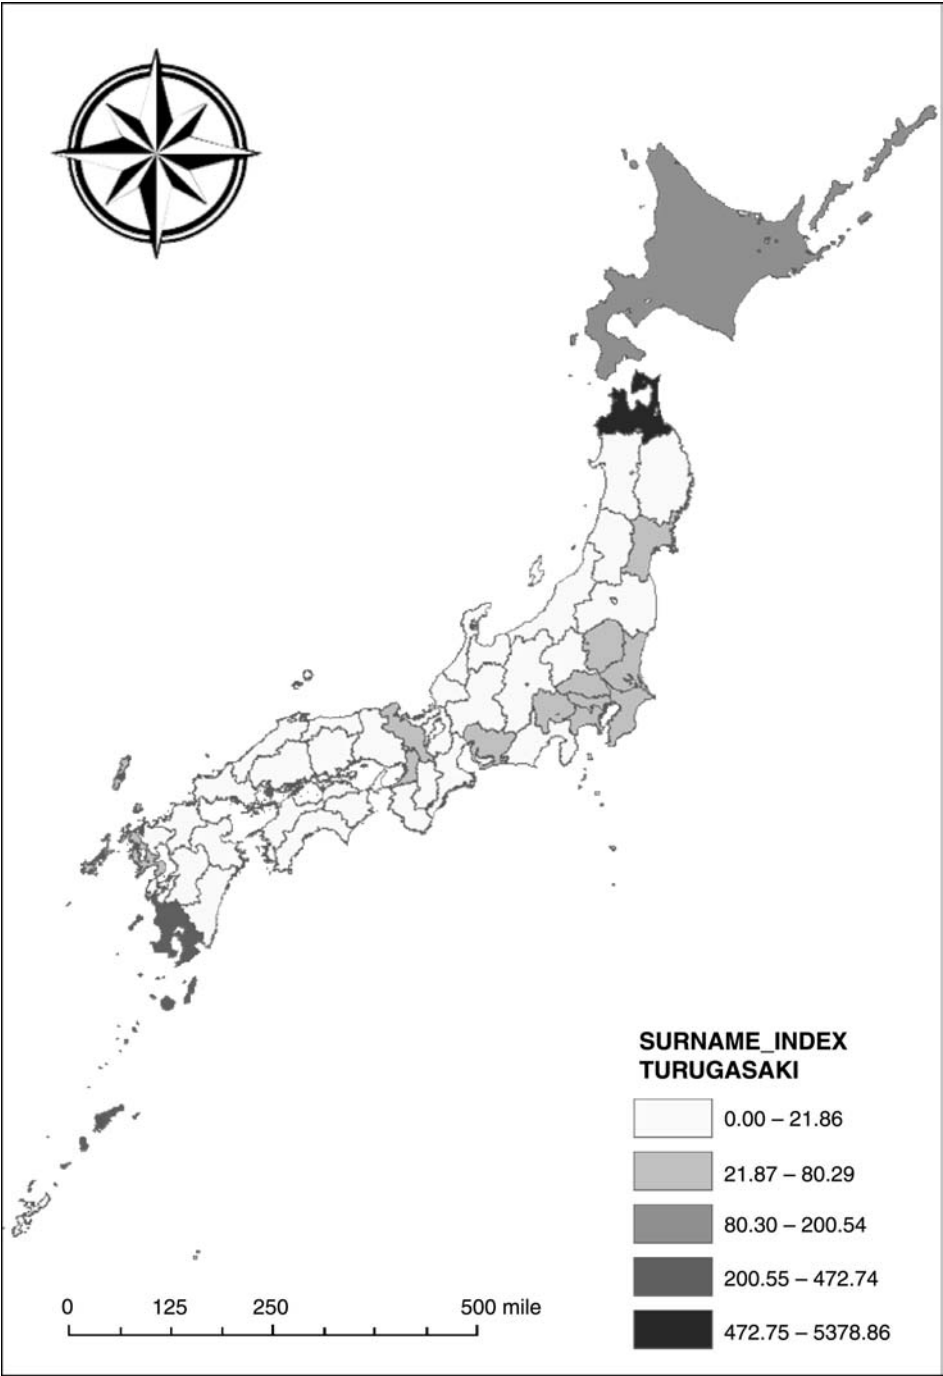 SURNAME_INDEX
TURUGASAKI
0.00 – 21.86
21.87 – 80.29
80.30 – 200.54
200.55 – 472.74
472.75 – 5378.86
0 125 250 500 mile